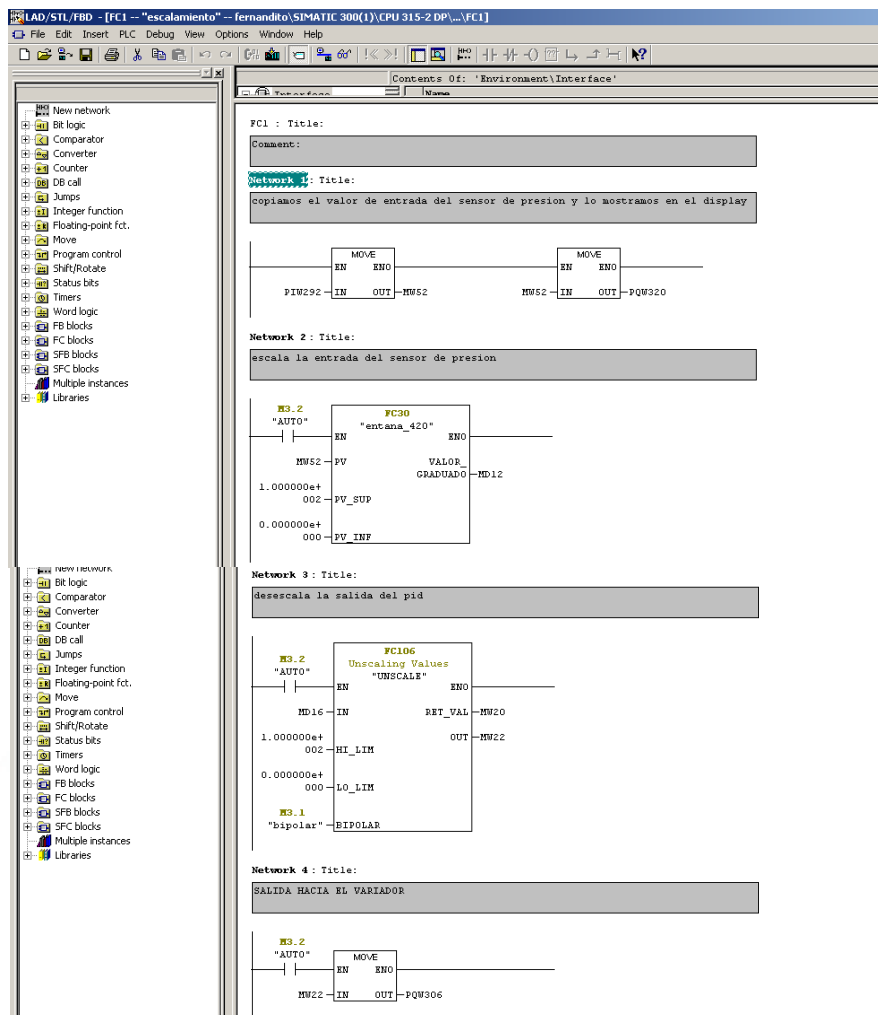 LAD/STL/FBD - [FC1 -- "escalamiento" -- fernandito\SIMATIC 300(1)\CPU 315-2 DP\...\FC1]
File Edit Insert PLC Debug View Options Window Help
Contents Of: 'Environment\Interface'
Interface
Name
New network
Bit logic
Comparator
Converter
Counter
DB call
Jumps
Integer function
Floating-point fct.
Move
Program control
Shift/Rotate
Status bits
Timers
Word logic
FB blocks
FC blocks
SFB blocks
SFC blocks
Multiple instances
Libraries
FC1 : Title:
Comment:
Network 1: Title:
copiamos el valor de entrada del sensor de presion y lo mostramos en el display
MOVE MOVE
EN ENO EN ENO
PIW292 IN OUT MW52 MW52 IN OUT PQW320
Network 2 : Title:
escala la entrada del sensor de presion
M3.2 FC30
"AUTO" "entana_420"
EN ENO
MW52 PV VALOR_
GRADUADO MD12
1.000000e+
002 PV_SUP
0.000000e+
000 PV_INF
New network
Bit logic
Comparator
Converter
Counter
DB call
Jumps
Integer function
Floating-point fct.
Move
Program control
Shift/Rotate
Status bits
Timers
Word logic
FB blocks
FC blocks
SFB blocks
SFC blocks
Multiple instances
Libraries
Network 3 : Title:
desescala la salida del pid
FC106
M3.2 Unscaling Values
"AUTO" "UNSCALE"
EN ENO
MD16 IN RET_VAL MW20
1.000000e+ OUT MW22
002 HI_LIM
0.000000e+
000 LO_LIM
M3.1
"bipolar" BIPOLAR
Network 4 : Title:
SALIDA HACIA EL VARIADOR
M3.2
"AUTO" MOVE
EN ENO
MW22 IN OUT PQW306